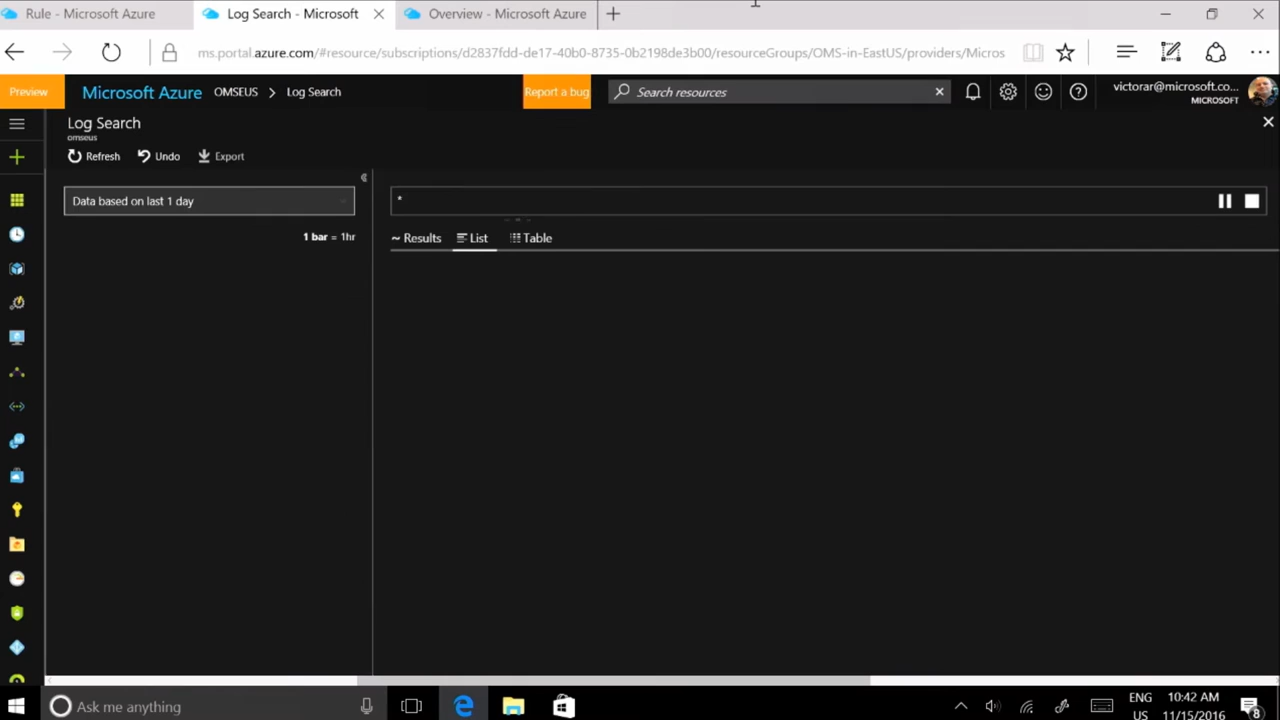 Rule - Microsoft Azure
Log Search - Microsoft
Overview - Microsoft Azure
ms.portal.azure.com/#resource/subscriptions/d2837fdd-de17-40b0-8735-0b2198de3b00/resourceGroups/OMS-in-EastUS/providers/Micros
Preview
Microsoft Azure OMSEUS > Log Search
Report a bug
Search resources
victorar@microsoft.co...
MICROSOFT
Log Search
omseus
Refresh Undo Export
Data based on last 1 day
*
1 bar = 1hr
~ Results List Table
Ask me anything
ENG
US
10:42 AM
11/15/2016
8